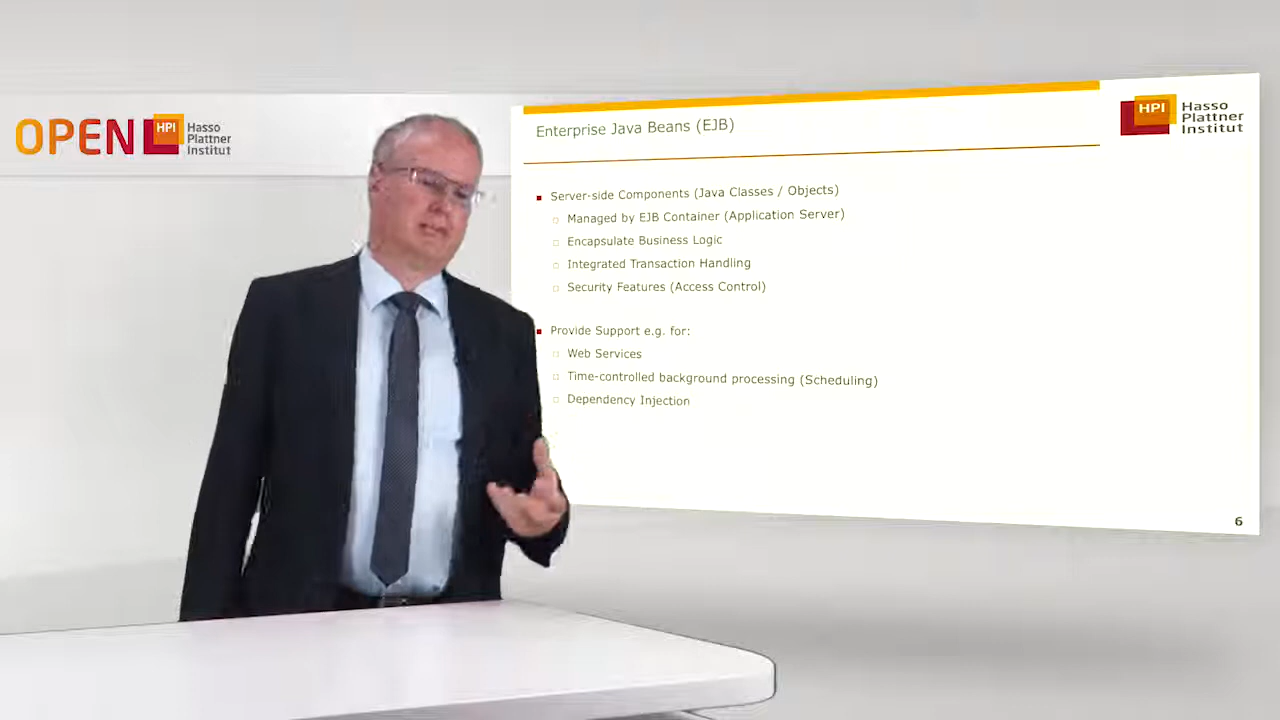 OPEN HPI Hasso Plattner Institut
Enterprise Java Beans (EJB)
HPI Hasso Plattner Institut
Server-side Components (Java Classes / Objects)
Managed by EJB Container (Application Server)
Encapsulate Business Logic
Integrated Transaction Handling
Security Features (Access Control)
Provide Support e.g. for:
Web Services
Time-controlled background processing (Scheduling)
Dependency Injection
6